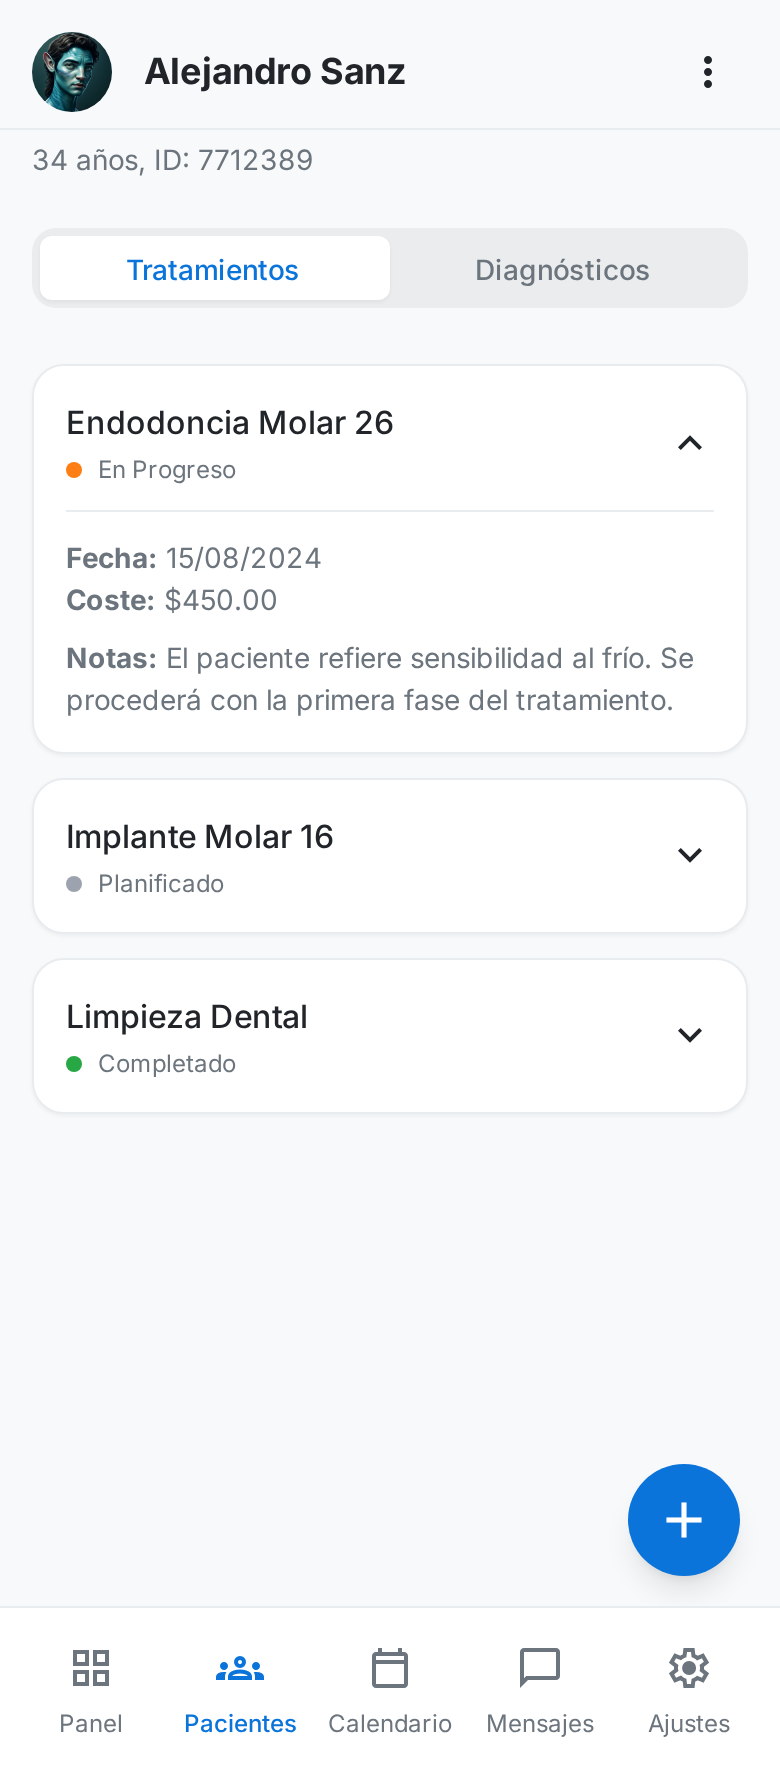 Alejandro Sanz
34 años, ID: 7712389
Tratamientos
Diagnósticos
Endodoncia Molar 26
En Progreso
Fecha: 15/08/2024
Coste: $450.00
Notas: El paciente refiere sensibilidad al frío. Se
procederá con la primera fase del tratamiento.
Implante Molar 16
Planificado
Limpieza Dental
Completado
Panel
Pacientes
Calendario
Mensajes
Ajustes